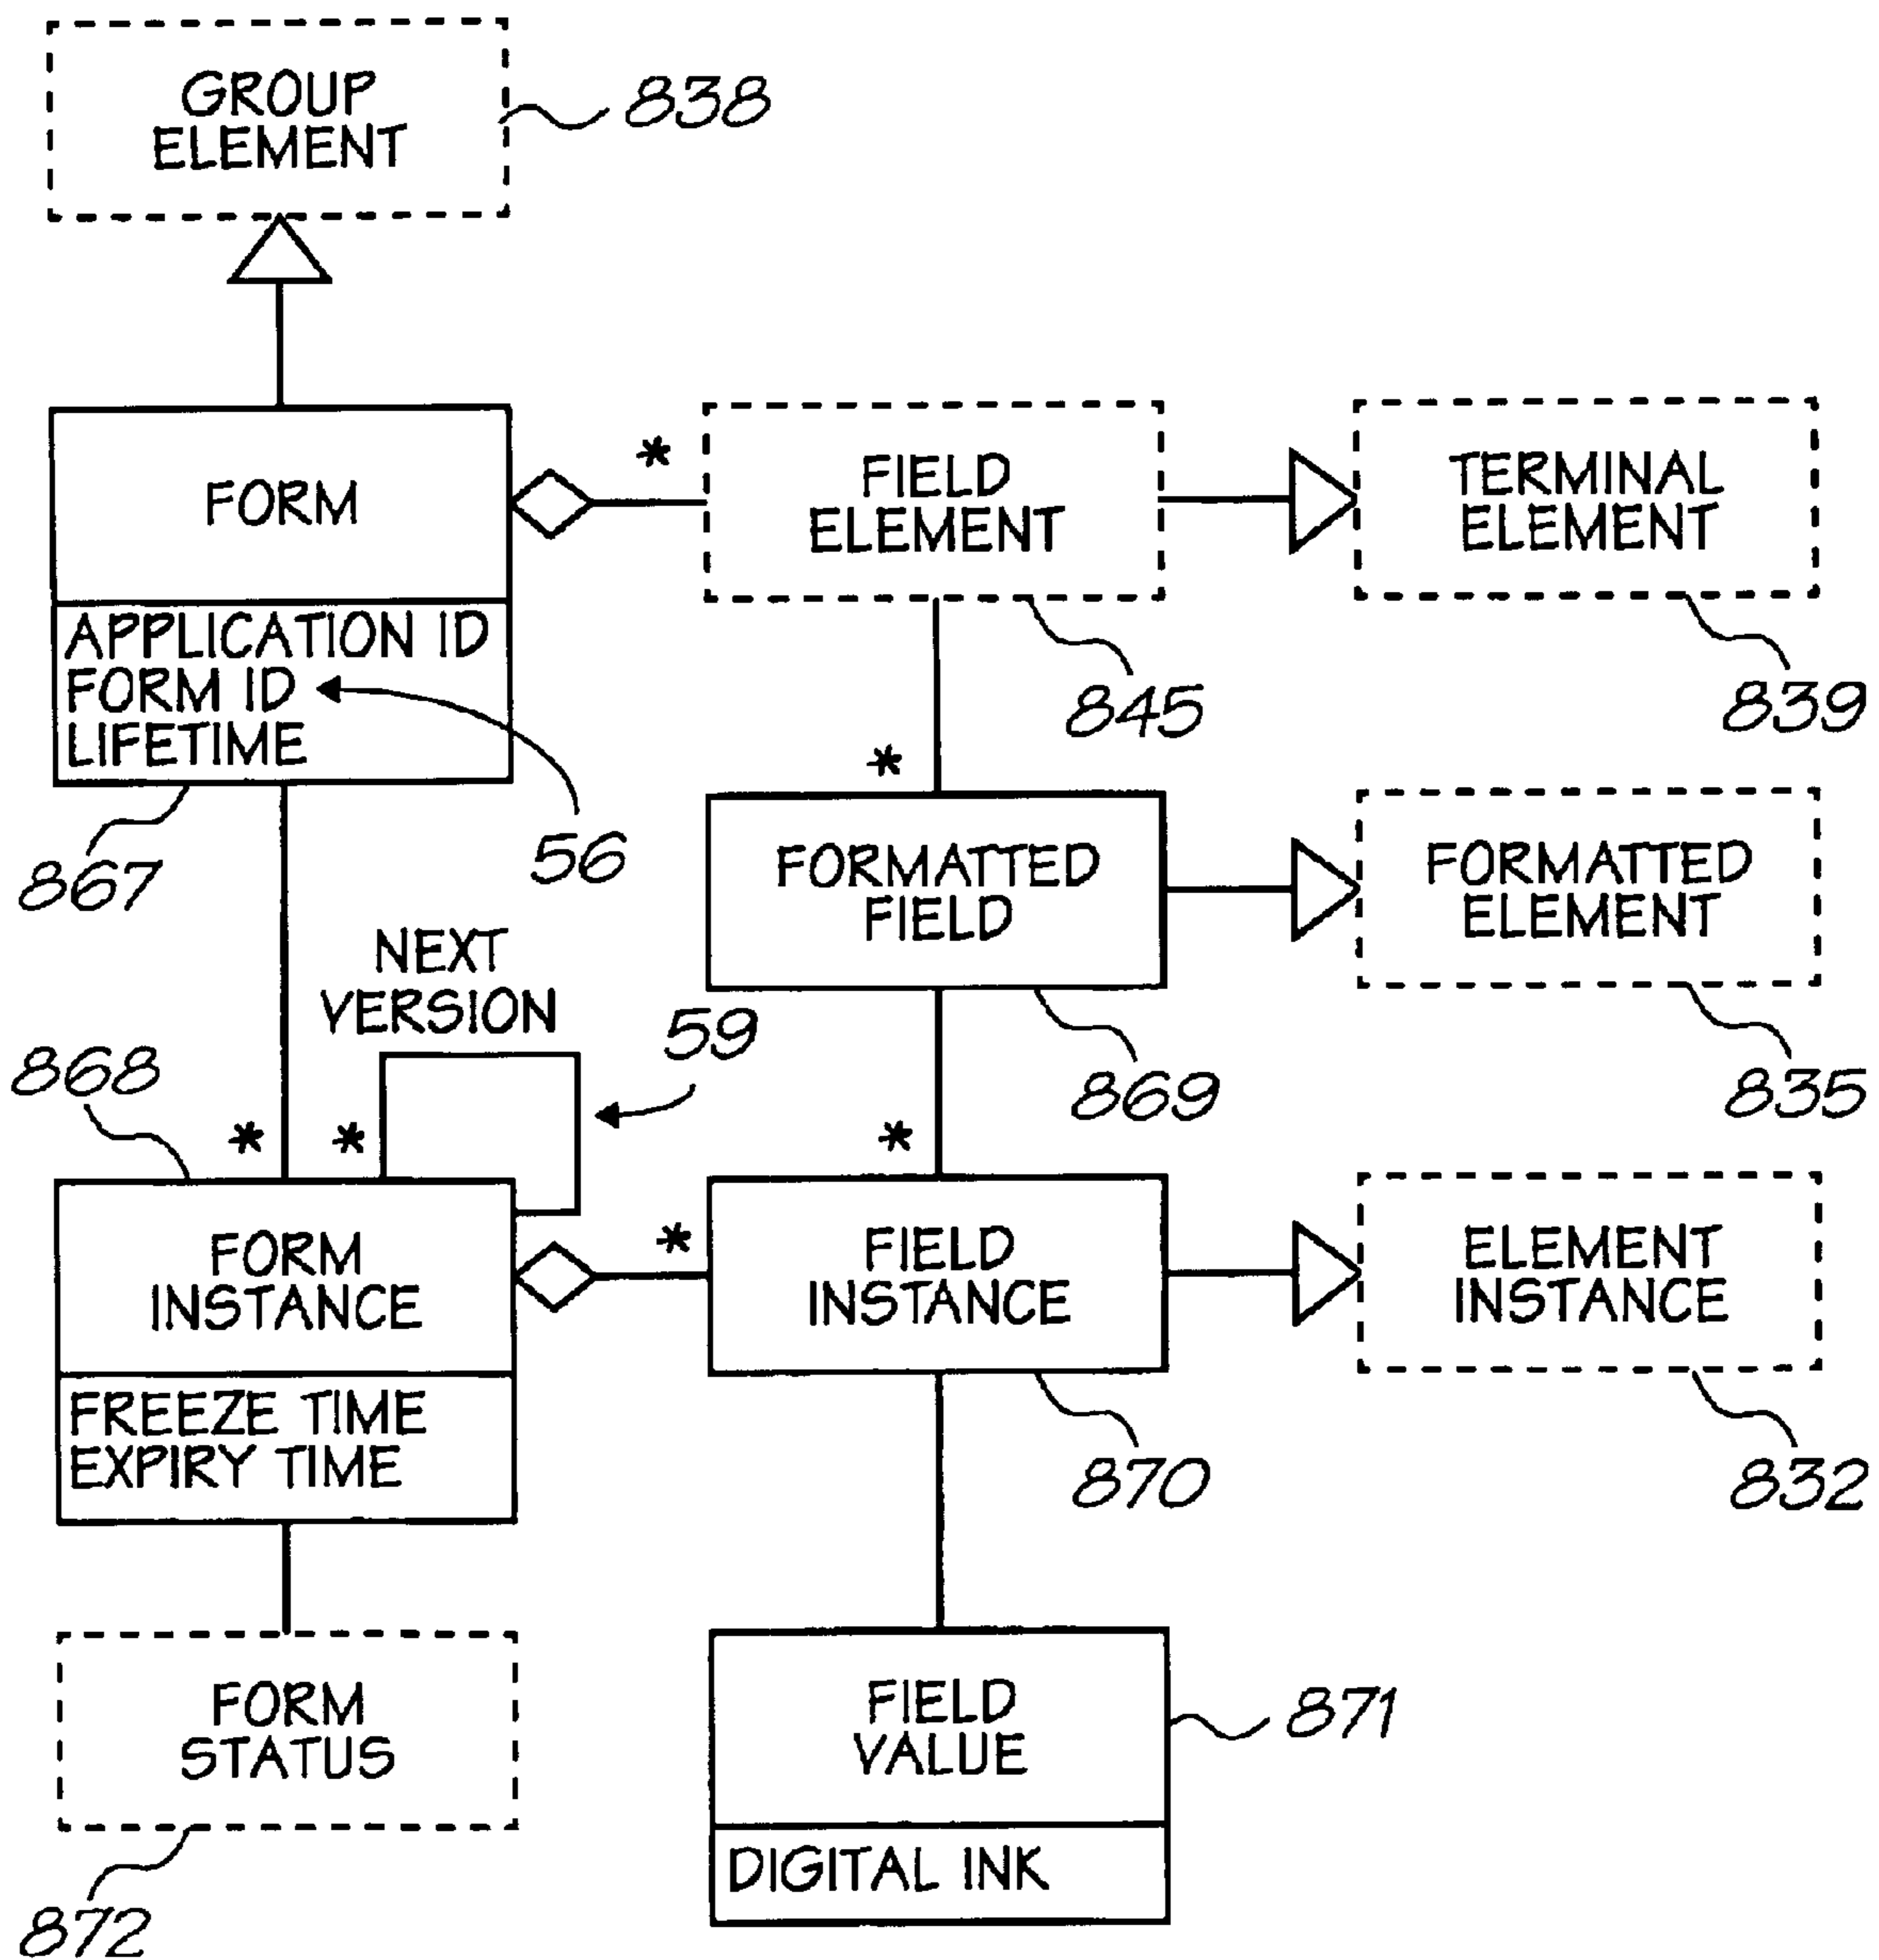 GROUP
ELEMENT
838
FORM
*
FIELD
ELEMENT
TERMINAL
ELEMENT
APPLICATION ID
FORM ID
LIFETIME
845
839
*
867
56
FORMATTED
FIELD
FORMATTED
ELEMENT
NEXT
VERSION
59
868
869
835
*
*
*
FORM
INSTANCE
*
FIELD
INSTANCE
ELEMENT
INSTANCE
FREEZE TIME
EXPIRY TIME
870
832
FORM
STATUS
FIELD
VALUE
871
DIGITAL INK
872